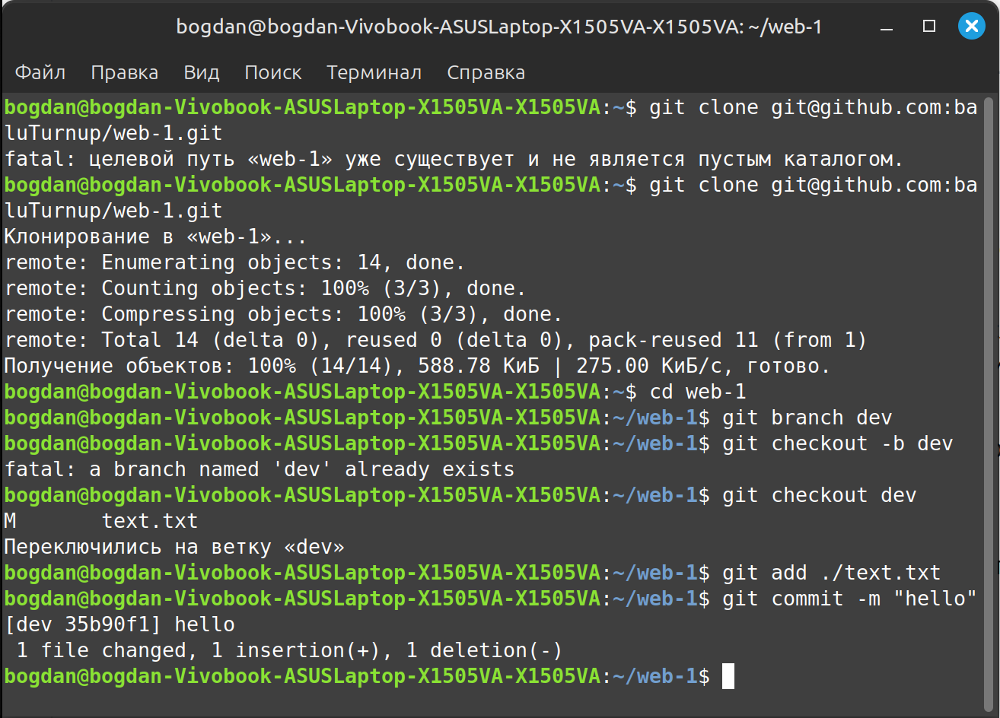 bogdan@bogdan-Vivobook-ASUSLaptop-X1505VA-X1505VA: ~/web-1
Файл Правка Вид Поиск Терминал Справка
bogdan@bogdan-Vivobook-ASUSLaptop-X1505VA-X1505VA:~$ git clone git@github.com:ba
luTurnup/web-1.git
fatal: целевой путь «web-1» уже существует и не является пустым каталогом.
bogdan@bogdan-Vivobook-ASUSLaptop-X1505VA-X1505VA:~$ git clone git@github.com:ba
luTurnup/web-1.git
Клонирование в «web-1»...
remote: Enumerating objects: 14, done.
remote: Counting objects: 100% (3/3), done.
remote: Compressing objects: 100% (3/3), done.
remote: Total 14 (delta 0), reused 0 (delta 0), pack-reused 11 (from 1)
Получение объектов: 100% (14/14), 588.78 КиБ | 275.00 КиБ/с, готово.
bogdan@bogdan-Vivobook-ASUSLaptop-X1505VA-X1505VA:~$ cd web-1
bogdan@bogdan-Vivobook-ASUSLaptop-X1505VA-X1505VA:~/web-1$ git branch dev
bogdan@bogdan-Vivobook-ASUSLaptop-X1505VA-X1505VA:~/web-1$ git checkout -b dev
fatal: a branch named 'dev' already exists
bogdan@bogdan-Vivobook-ASUSLaptop-X1505VA-X1505VA:~/web-1$ git checkout dev
M       text.txt
Переключились на ветку «dev»
bogdan@bogdan-Vivobook-ASUSLaptop-X1505VA-X1505VA:~/web-1$ git add ./text.txt
bogdan@bogdan-Vivobook-ASUSLaptop-X1505VA-X1505VA:~/web-1$ git commit -m "hello"
[dev 35b90f1] hello
 1 file changed, 1 insertion(+), 1 deletion(-)
bogdan@bogdan-Vivobook-ASUSLaptop-X1505VA-X1505VA:~/web-1$